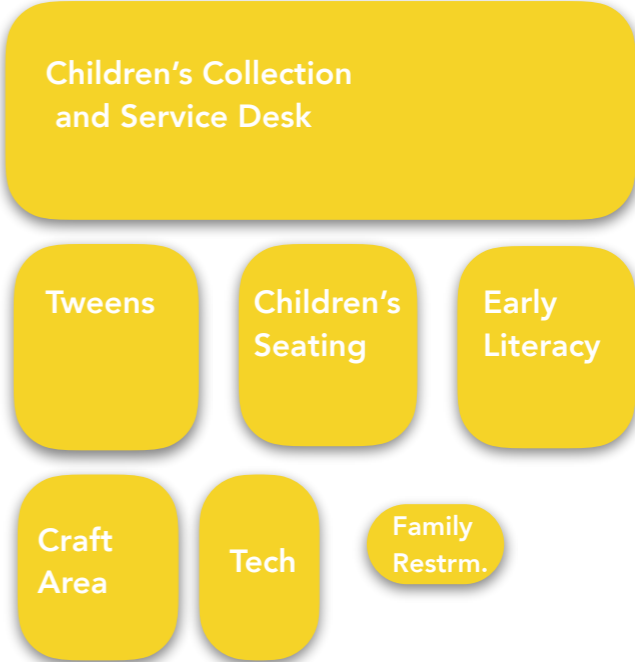 Children’s Collection
and Service Desk
Tweens
Children’s
Seating
Early
Literacy
Craft
Area
Tech
Family
Restrm.